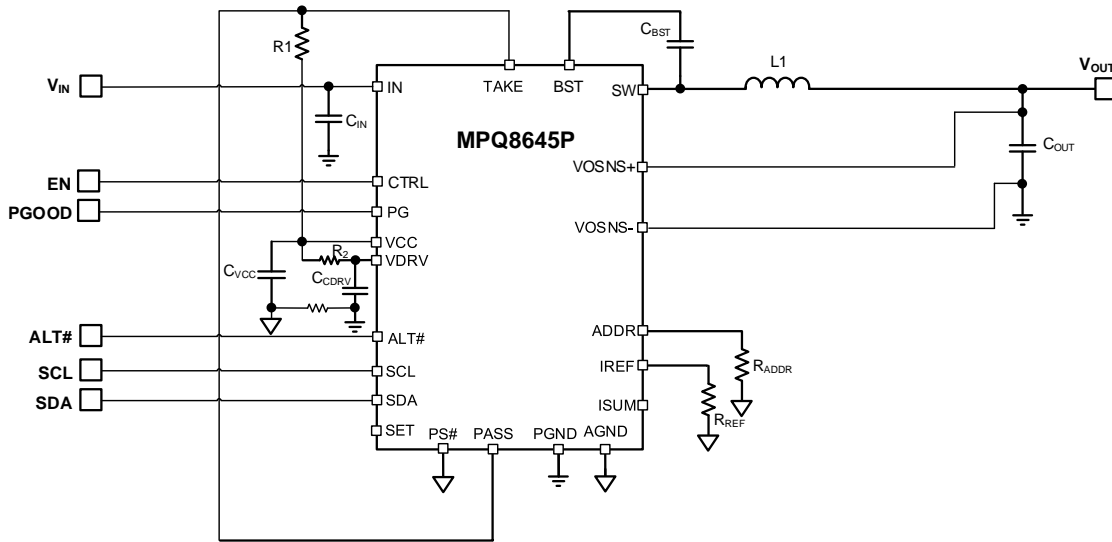 CBST
R1
L1
VOUT
VIN
IN
TAKE
BST
SW
CIN
MPQ8645P
COUT
VOSNS+
EN
CTRL
PGOOD
PG
VOSNS-
VCC
R2
VDRV
CVCC
CCDRV
ALT#
ALT#
ADDR
SCL
SCL
IREF
RADDR
SDA
SDA
ISUM
RREF
SET
PS#
PASS
PGND
AGND